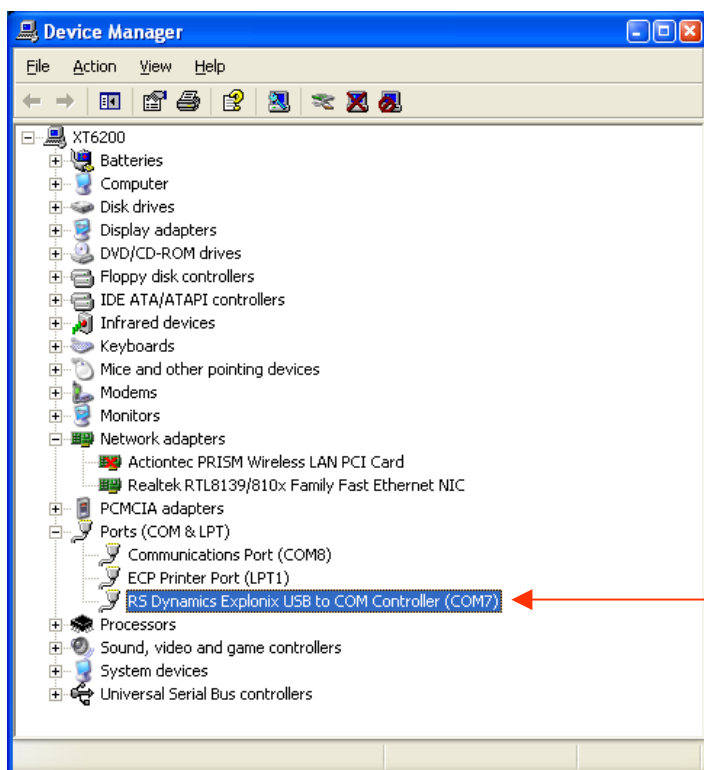 Device Manager
File Action View Help
XT6200
Batteries
Computer
Disk drives
Display adapters
DVD/CD-ROM drives
Floppy disk controllers
IDE ATA/ATAPI controllers
Infrared devices
Keyboards
Mice and other pointing devices
Modems
Monitors
Network adapters
Actiontec PRISM Wireless LAN PCI Card
Realtek RTL8139/810x Family Fast Ethernet NIC
PCMCIA adapters
Ports (COM & LPT)
Communications Port (COM8)
ECP Printer Port (LPT1)
RS Dynamics Explonix USB to COM Controller (COM7)
Processors
Sound, video and game controllers
System devices
Universal Serial Bus controllers